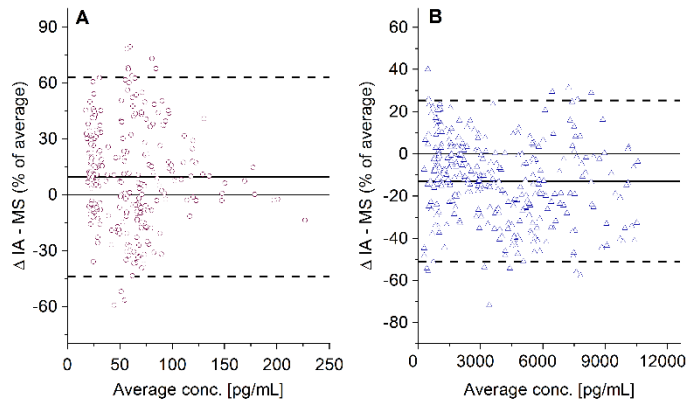 A
90
60
30
0
-30
-60
Δ IA - MS (% of average)
0 50 100 150 200 250
Average conc. [pg/mL]
B
60
40
20
0
-20
-40
-60
-80
Δ IA - MS (% of average)
0 3000 6000 9000 12000
Average conc. [pg/mL]